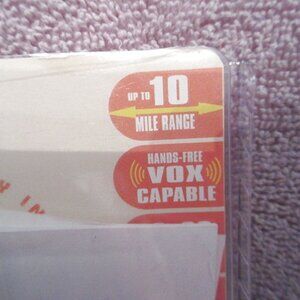 UP TO 10
MILE RANGE
HANDS-FREE
VOX
CAPABLE